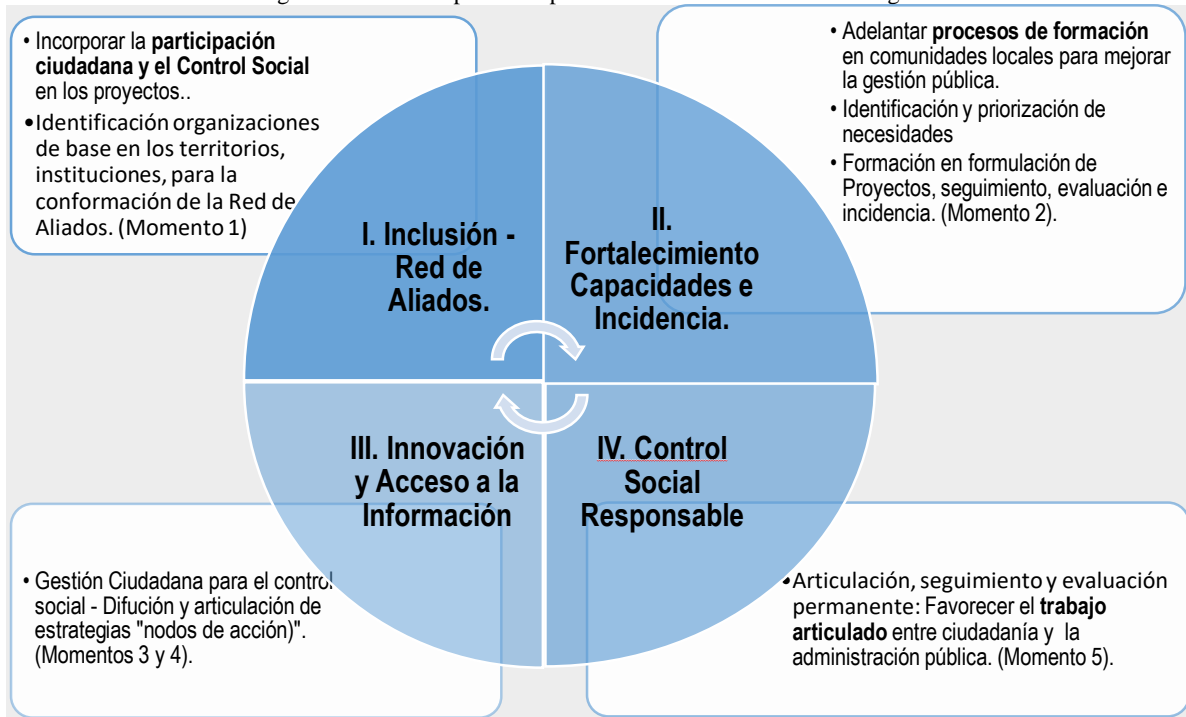 • Incorporar la participación
ciudadana y el Control Social
en los proyectos..
•Identificación organizaciones
de base en los territorios,
instituciones, para la
conformación de la Red de
Aliados. (Momento 1)
• Adelantar procesos de formación
en comunidades locales para mejorar
la gestión pública.
• Identificación y priorización de
necesidades
• Formación en formulación de
Proyectos, seguimiento, evaluación e
incidencia. (Momento 2).
I. Inclusión -
Red de
Aliados.
II.
Fortalecimiento
Capacidades e
Incidencia.
III. Innovación
y Acceso a la
Información
IV. Control
Social
Responsable
• Gestión Ciudadana para el control
social - Difución y articulación de
estrategias "nodos de acción)".
(Momentos 3 y 4).
•Articulación, seguimiento y evaluación
permanente: Favorecer el trabajo
articulado entre ciudadanía y la
administración pública. (Momento 5).